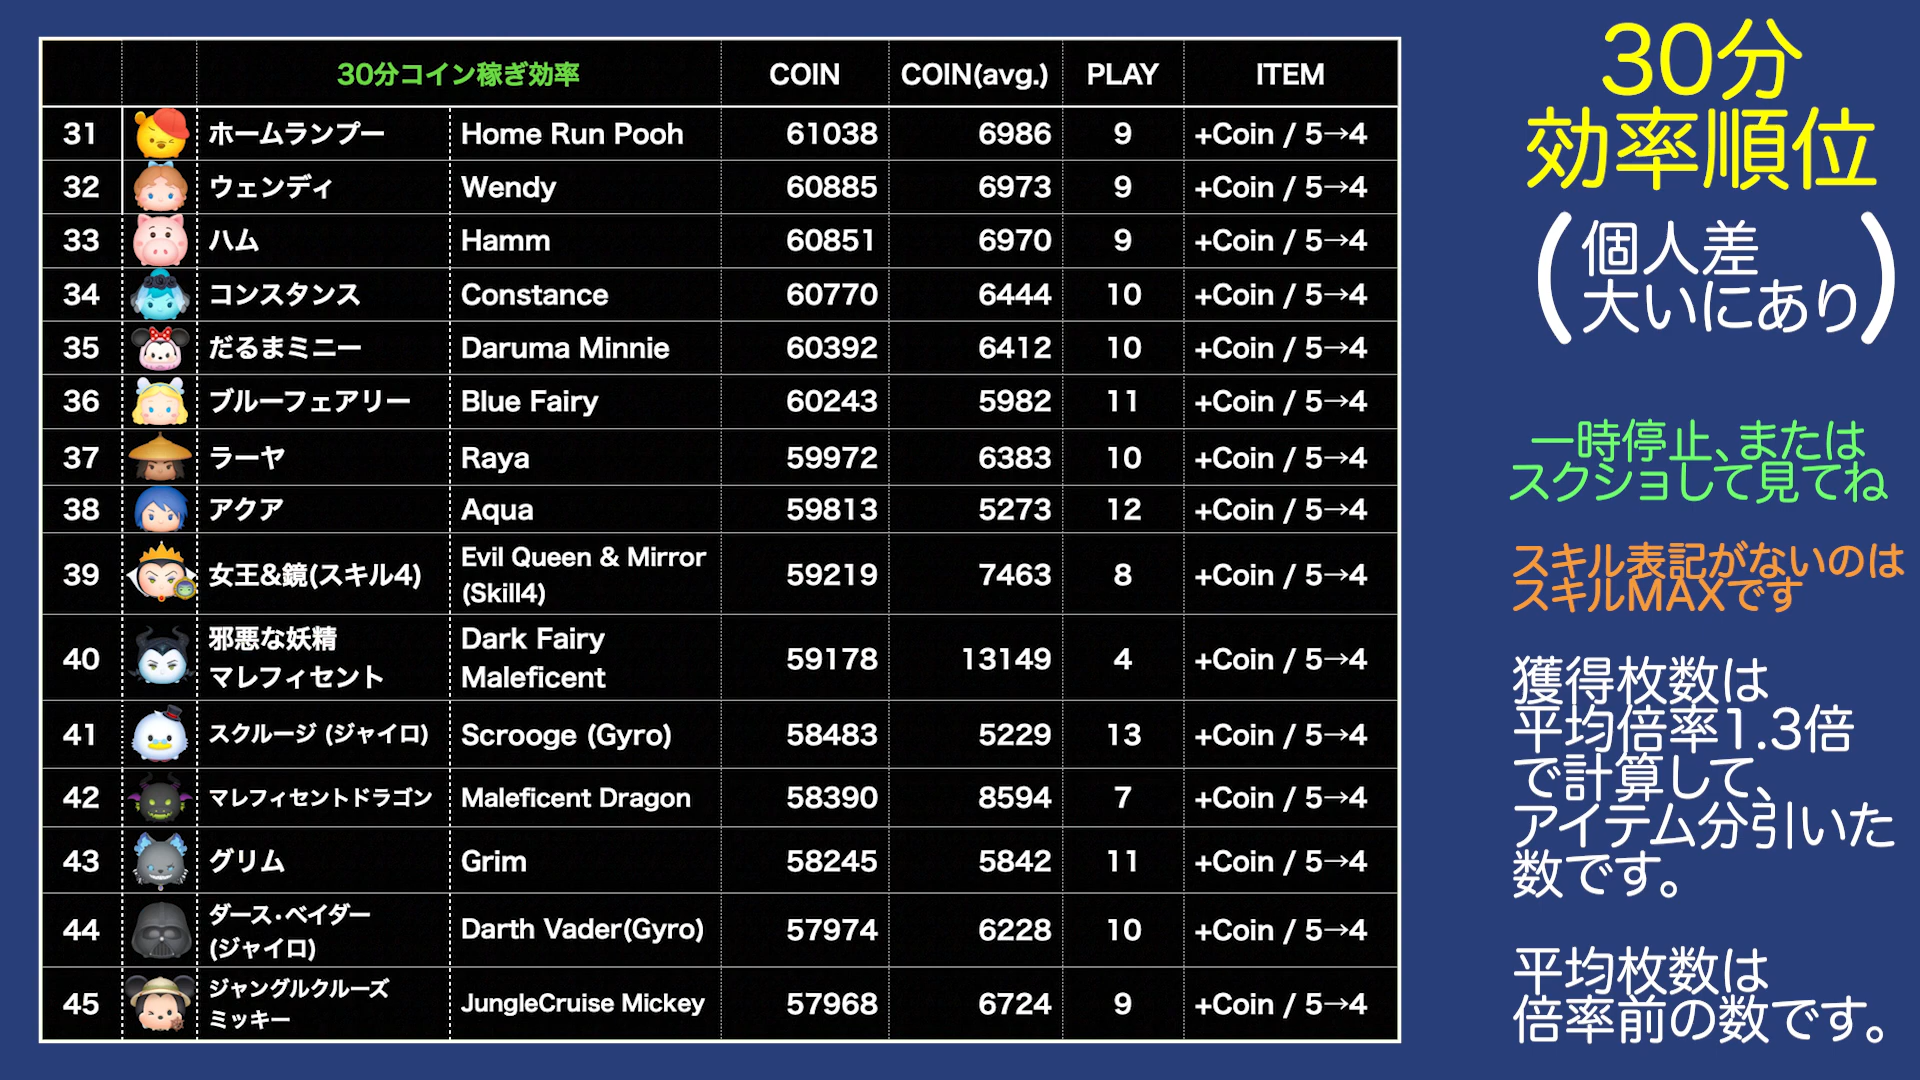 30分コイン稼ぎ効率 COIN COIN(avg.) PLAY ITEM
31 ホームランプー Home Run Pooh 61038 6986 9 +Coin / 5→4
32 ウェンディ Wendy 60885 6973 9 +Coin / 5→4
33 ハム Hamm 60851 6970 9 +Coin / 5→4
34 コンスタンス Constance 60770 6444 10 +Coin / 5→4
35 だるまミニー Daruma Minnie 60392 6412 10 +Coin / 5→4
36 ブルーフェアリー Blue Fairy 60243 5982 11 +Coin / 5→4
37 ラーヤ Raya 59972 6383 10 +Coin / 5→4
38 アクア Aqua 59813 5273 12 +Coin / 5→4
39 女王&鏡(スキル4) Evil Queen & Mirror (Skill4) 59219 7463 8 +Coin / 5→4
40 邪悪な妖精 マレフィセント Dark Fairy Maleficent 59178 13149 4 +Coin / 5→4
41 スクルージ (ジャイロ) Scrooge (Gyro) 58483 5229 13 +Coin / 5→4
42 マレフィセントドラゴン Maleficent Dragon 58390 8594 7 +Coin / 5→4
43 グリム Grim 58245 5842 11 +Coin / 5→4
44 ダース・ベイダー (ジャイロ) Darth Vader(Gyro) 57974 6228 10 +Coin / 5→4
45 ジャングルクルーズ ミッキー JungleCruise Mickey 57968 6724 9 +Coin / 5→4
30分
効率順位
(個人差
大いにあり)
一時停止、または
スクショして見てね
スキル表記がないのは
スキルMAXです
獲得枚数は
平均倍率1.3倍
で計算して、
アイテム分引いた
数です。
平均枚数は
倍率前の数です。